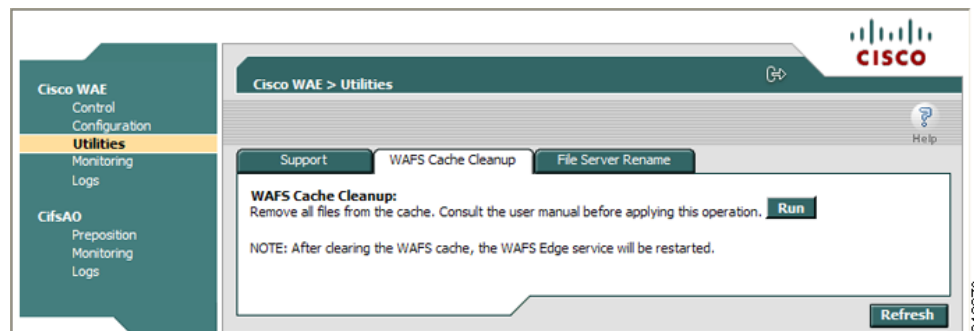 CISCO
Cisco WAE
Control
Configuration
Utilities
Monitoring
Logs
CifsAO
Preposition
Monitoring
Logs
Cisco WAE > Utilities
Help
Support
WAFS Cache Cleanup
File Server Rename
WAFS Cache Cleanup:
Remove all files from the cache. Consult the user manual before applying this operation.
Run
NOTE: After clearing the WAFS cache, the WAFS Edge service will be restarted.
Refresh